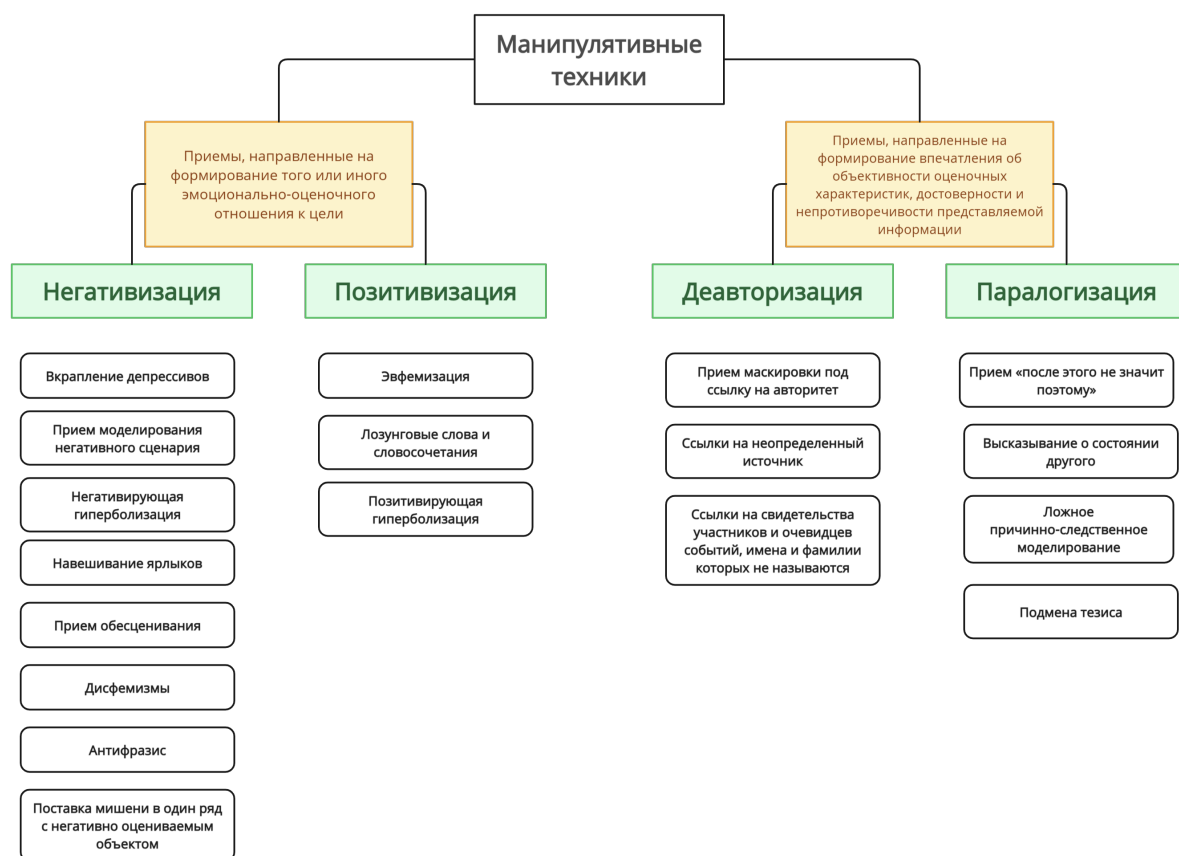 Манипулятивные
техники
Приемы, направленные на
формирование того или иного
эмоционально-оценочного
отношения к цели
Приемы, направленные на
формирование впечатления об
объективности оценочных
характеристик, достоверности и
непротиворечивости представляемой
информации
Негативизация
Позитивизация
Деавторизация
Паралогизация
Вкрапление депрессивов
Прием моделирования
негативного сценария
Негативирующая
гиперболизация
Навешивание ярлыков
Прием обесценивания
Дисфемизмы
Антифразис
Поставка мишени в один ряд
с негативно оцениваемым
объектом
Эвфемизация
Лозунговые слова и
словосочетания
Позитивирующая
гиперболизация
Прием маскировки под
ссылку на авторитет
Ссылки на неопределенный
источник
Ссылки на свидетельства
участников и очевидцев
событий, имена и фамилии
которых не называются
Прием «после этого не значит
поэтому»
Высказывание о состоянии
другого
Ложное
причинно-следственное
моделирование
Подмена тезиса